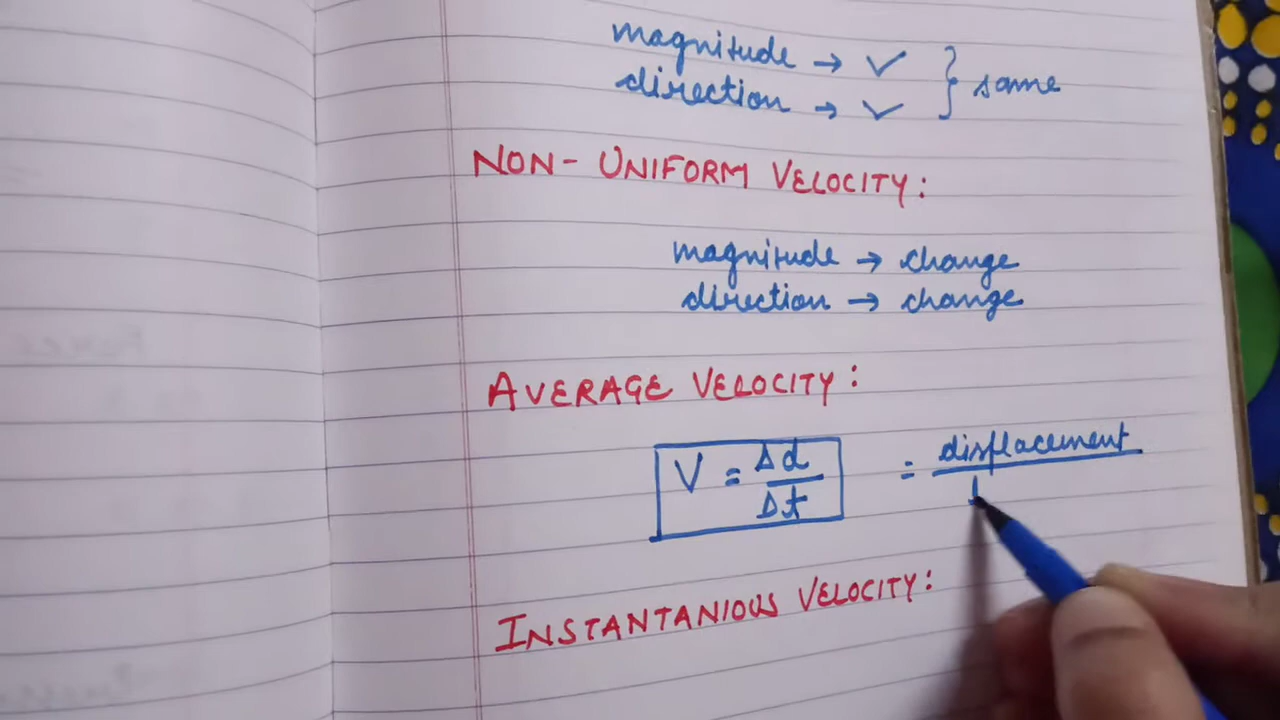 magnitude → ✓
direction → ✓ } same
NON-UNIFORM VELOCITY:
magnitude → change
direction → change
AVERAGE VELOCITY:
V = Δd/Δt = displacement
INSTANTANIOUS VELOCITY: